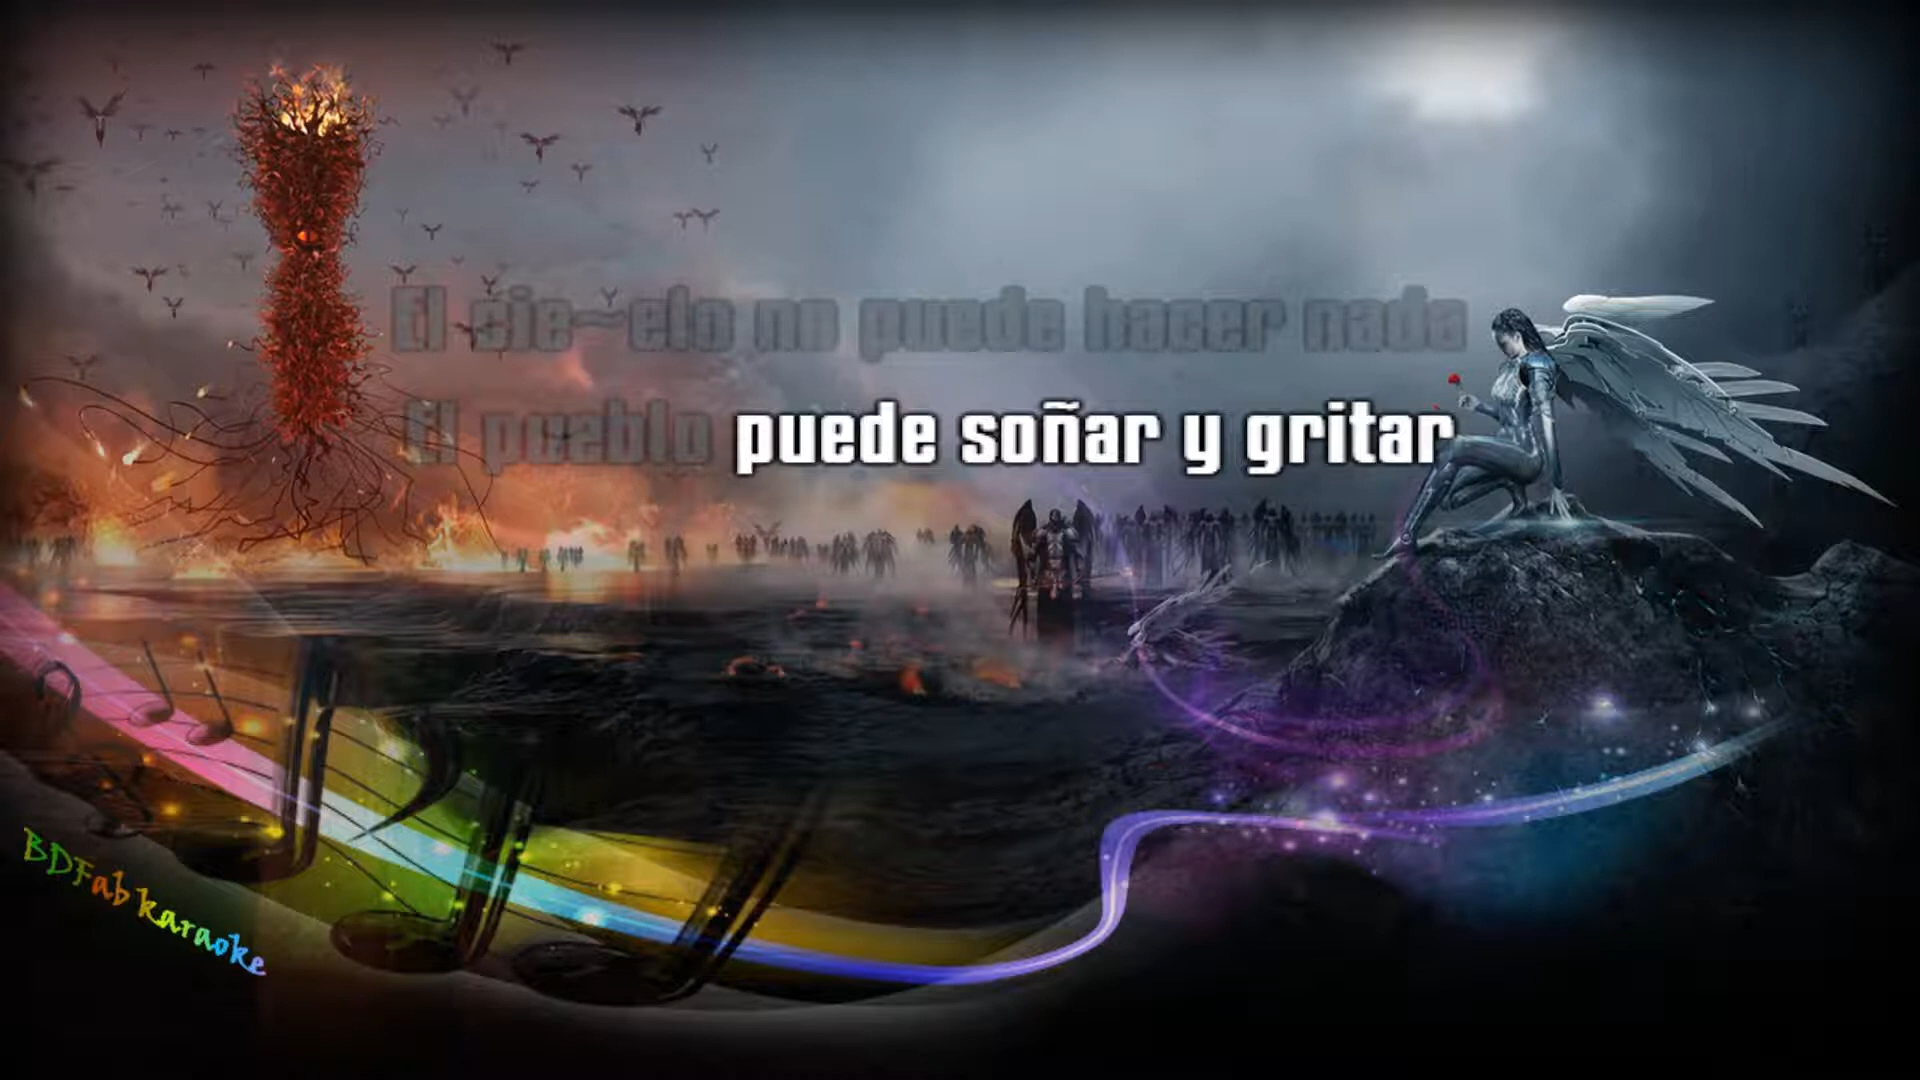 El cie~elo no puede hacer nada
El pueblo puede soñar y gritar
BDFab karaoke